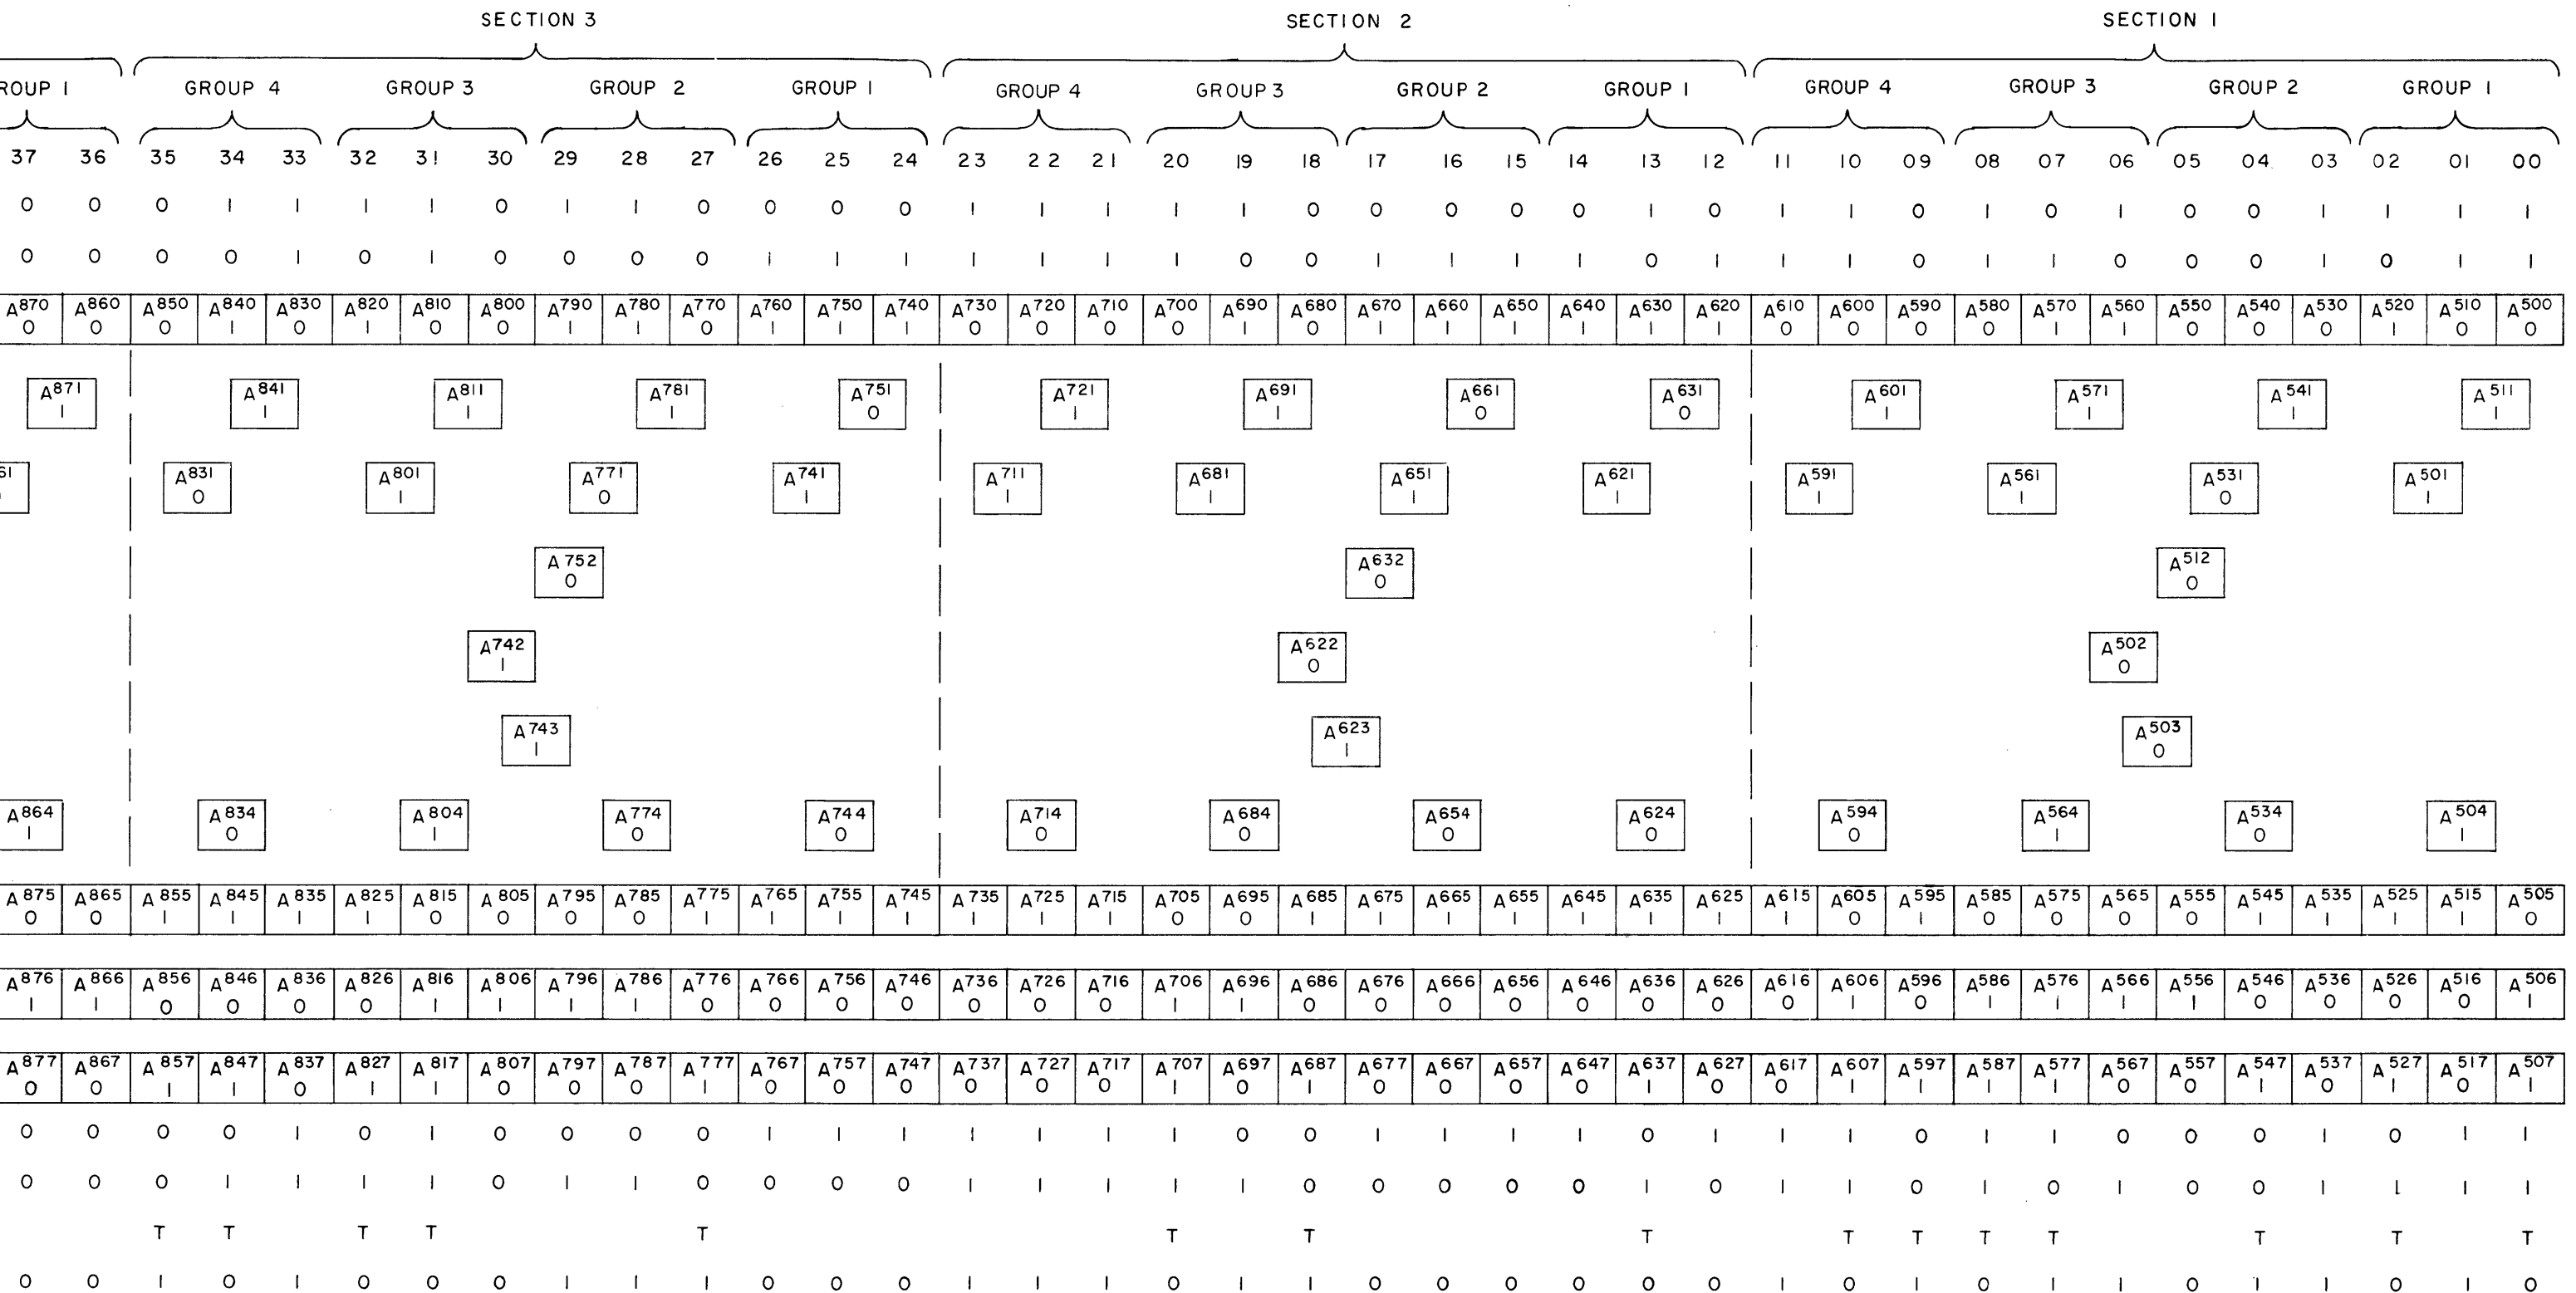 SECTION 3 SECTION 2 SECTION 1
ROUP 1 GROUP 4 GROUP 3 GROUP 2 GROUP 1 GROUP 4 GROUP 3 GROUP 2 GROUP 1 GROUP 4 GROUP 3 GROUP 2 GROUP 1
37 36 35 34 33 32 31 30 29 28 27 26 25 24 23 22 21 20 19 18 17 16 15 14 13 12 11 10 09 08 07 06 05 04 03 02 01 00
0 0 0 1 1 1 1 0 1 1 0 0 0 0 1 1 1 1 1 0 0 0 0 0 1 0 1 1 0 1 0 1 0 0 1 1 1 1
0 0 0 0 1 0 1 0 0 0 0 1 1 1 1 1 1 1 0 0 1 1 1 1 0 1 1 1 0 1 1 0 0 0 1 0 1 1
A870 A860 A850 A840 A830 A820 A810 A800 A790 A780 A770 A760 A750 A740 A730 A720 A710 A700 A690 A680 A670 A660 A650 A640 A630 A620 A610 A600 A590 A580 A570 A560 A550 A540 A530 A520 A510 A500
0 0 0 1 0 1 0 0 1 1 0 1 1 1 0 0 0 0 1 0 1 1 1 1 1 1 0 0 0 0 1 1 0 0 0 1 0 0
A871 A841 A811 A781 A751 A721 A691 A661 A631 A601 A571 A541 A511
1 1 1 1 0 1 1 0 0 1 1 1 1
61 A831 A801 A771 A741 A711 A681 A651 A621 A591 A561 A531 A501
0 1 0 1 1 1 1 1 1 1 0 1
A752 A632 A512
0 0 0
A742 A622 A502
1 0 0
A743 A623 A503
1 1 0
A864 A834 A804 A774 A744 A714 A684 A654 A624 A594 A564 A534 A504
1 0 1 0 0 0 0 0 0 0 1 0 1
A875 A865 A855 A845 A835 A825 A815 A805 A795 A785 A775 A765 A755 A745 A735 A725 A715 A705 A695 A685 A675 A665 A655 A645 A635 A625 A615 A605 A595 A585 A575 A565 A555 A545 A535 A525 A515 A505
0 0 1 1 1 1 0 0 0 0 1 1 1 1 1 1 1 0 0 1 1 1 1 1 1 1 1 0 1 0 0 0 0 1 1 1 1 0
A876 A866 A856 A846 A836 A826 A816 A806 A796 A786 A776 A766 A756 A746 A736 A726 A716 A706 A696 A686 A676 A666 A656 A646 A636 A626 A616 A606 A596 A586 A576 A566 A556 A546 A536 A526 A516 A506
1 1 0 0 0 0 1 1 1 1 0 0 0 0 0 0 0 1 1 0 0 0 0 0 0 0 0 1 0 1 1 1 1 0 0 0 0 1
A877 A867 A857 A847 A837 A827 A817 A807 A797 A787 A777 A767 A757 A747 A737 A727 A717 A707 A697 A687 A677 A667 A657 A647 A637 A627 A617 A607 A597 A587 A577 A567 A557 A547 A537 A527 A517 A507
0 0 1 1 0 1 1 0 0 0 1 0 0 0 0 0 0 1 0 1 0 0 0 0 1 0 0 1 1 1 1 0 0 1 0 1 0 1
0 0 0 0 1 0 1 0 0 0 0 1 1 1 1 1 1 1 0 0 1 1 1 1 0 1 1 1 0 1 1 0 0 0 1 0 1 1
0 0 0 1 1 1 1 0 1 1 0 0 0 0 1 1 1 1 1 0 0 0 0 0 1 0 1 1 0 1 0 1 0 0 1 1 1 1
T T T T T T T T T T T T T T T
0 0 1 0 1 0 0 0 1 1 1 0 0 0 1 1 1 0 1 1 0 0 0 0 0 0 1 0 1 0 1 1 0 1 1 0 1 0